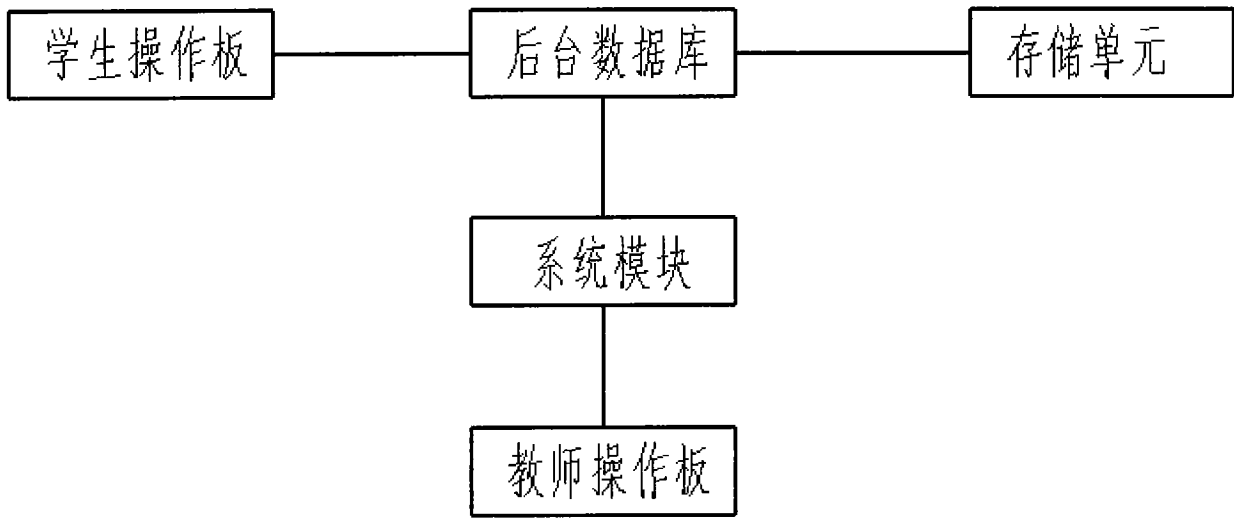 学生操作板
后台数据库
存储单元
系统模块
教师操作板